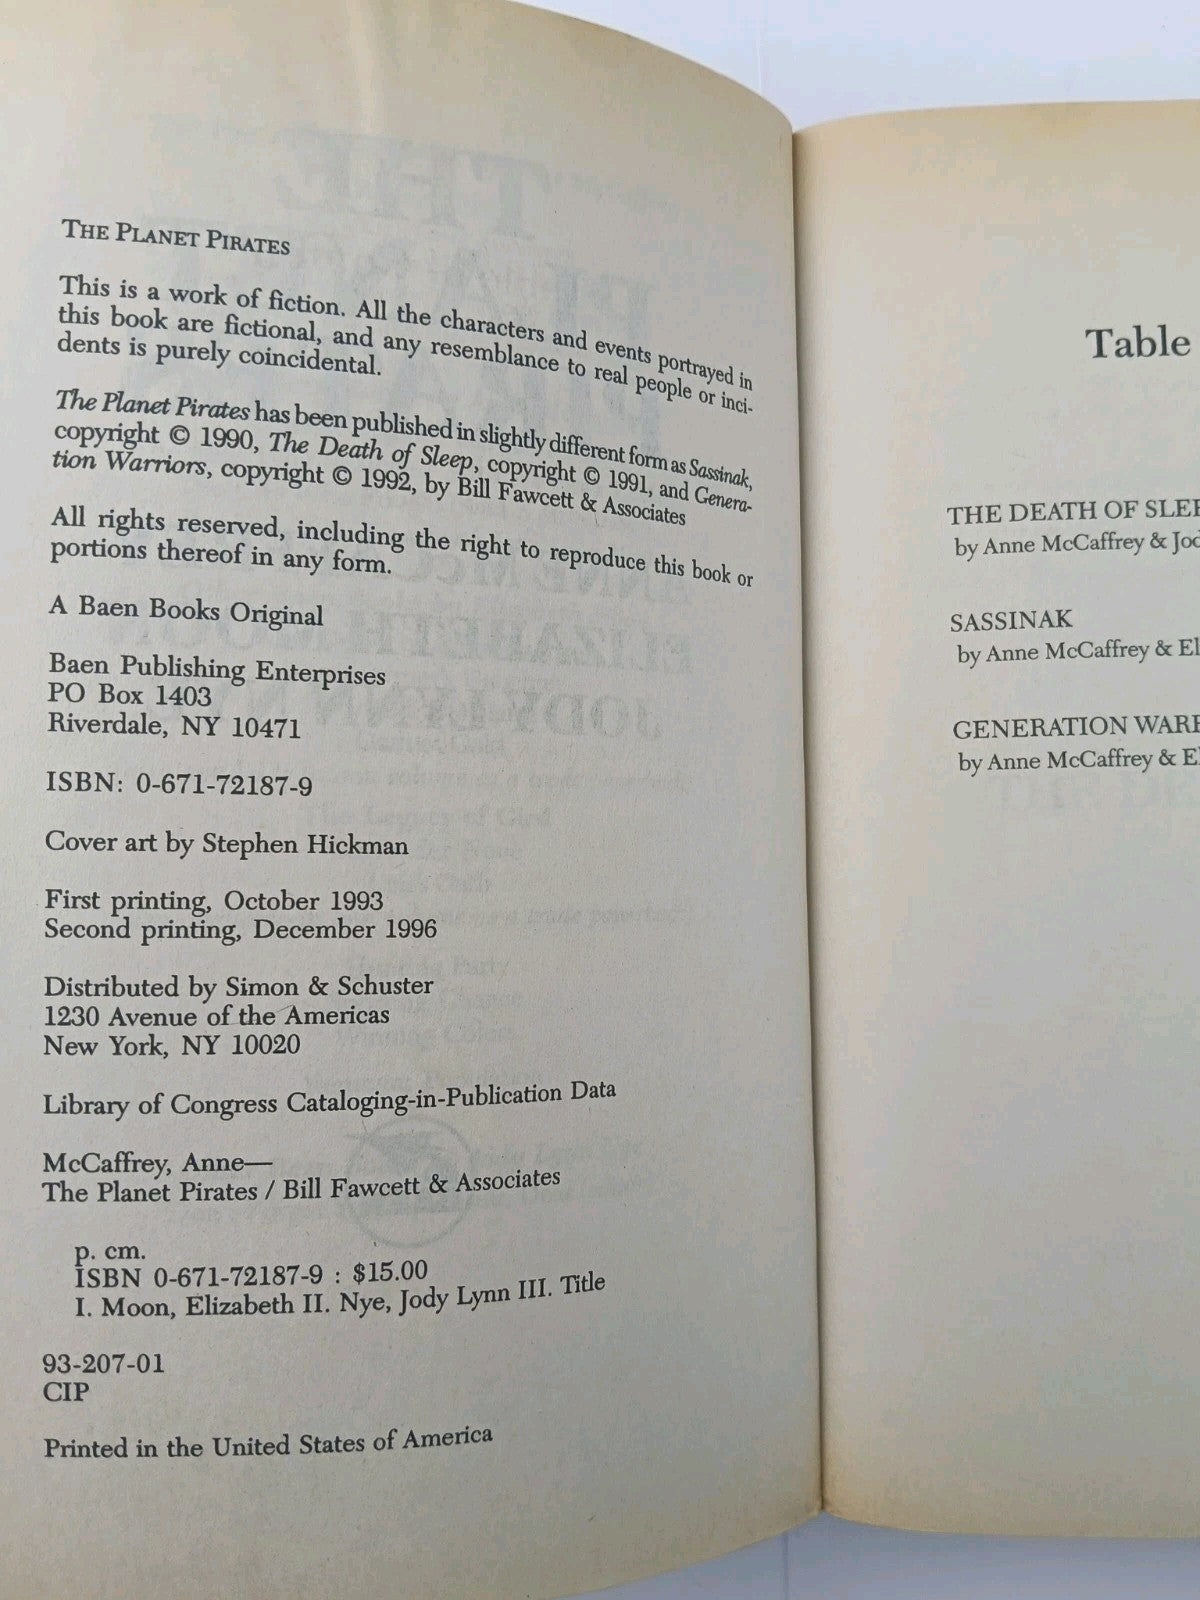 THE PLANET PIRATES
This is a work of fiction. All the characters and events portrayed in
this book are fictional, and any resemblance to real people or inci-
dents is purely coincidental.
The Planet Pirates has been published in slightly different form as Sassinak,
copyright © 1990, The Death of Sleep, copyright © 1991, and Genera-
tion Warriors, copyright © 1992, by Bill Fawcett & Associates
All rights reserved, including the right to reproduce this book or
portions thereof in any form.
A Baen Books Original
Baen Publishing Enterprises
PO Box 1403
Riverdale, NY 10471
ISBN: 0-671-72187-9
Cover art by Stephen Hickman
First printing, October 1993
Second printing, December 1996
Distributed by Simon & Schuster
1230 Avenue of the Americas
New York, NY 10020
Library of Congress Cataloging-in-Publication Data
McCaffrey, Anne—
The Planet Pirates / Bill Fawcett & Associates
p. cm.
ISBN 0-671-72187-9 : $15.00
I. Moon, Elizabeth II. Nye, Jody Lynn III. Title
93-207-01
CIP
Printed in the United States of America
Table
THE DEATH OF SLEE
by Anne McCaffrey & Jod
SASSINAK
by Anne McCaffrey & El
GENERATION WARR
by Anne McCaffrey & El